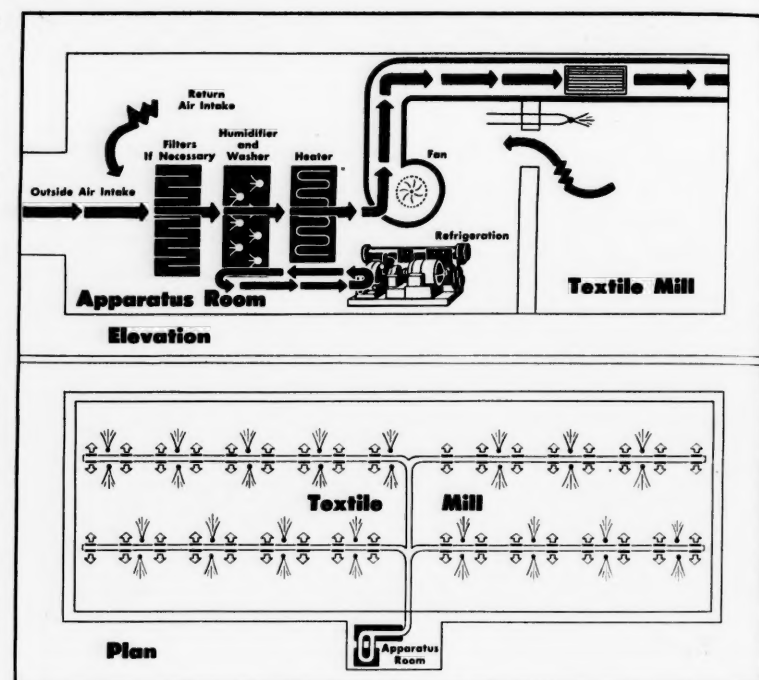 Return
Air Intake
Filters
If Necessary
Humidifier
and
Washer
Heater
Fan
Outside Air Intake
Refrigeration
Apparatus Room
Textile Mill
Elevation
Textile Mill
Plan
Apparatus
Room